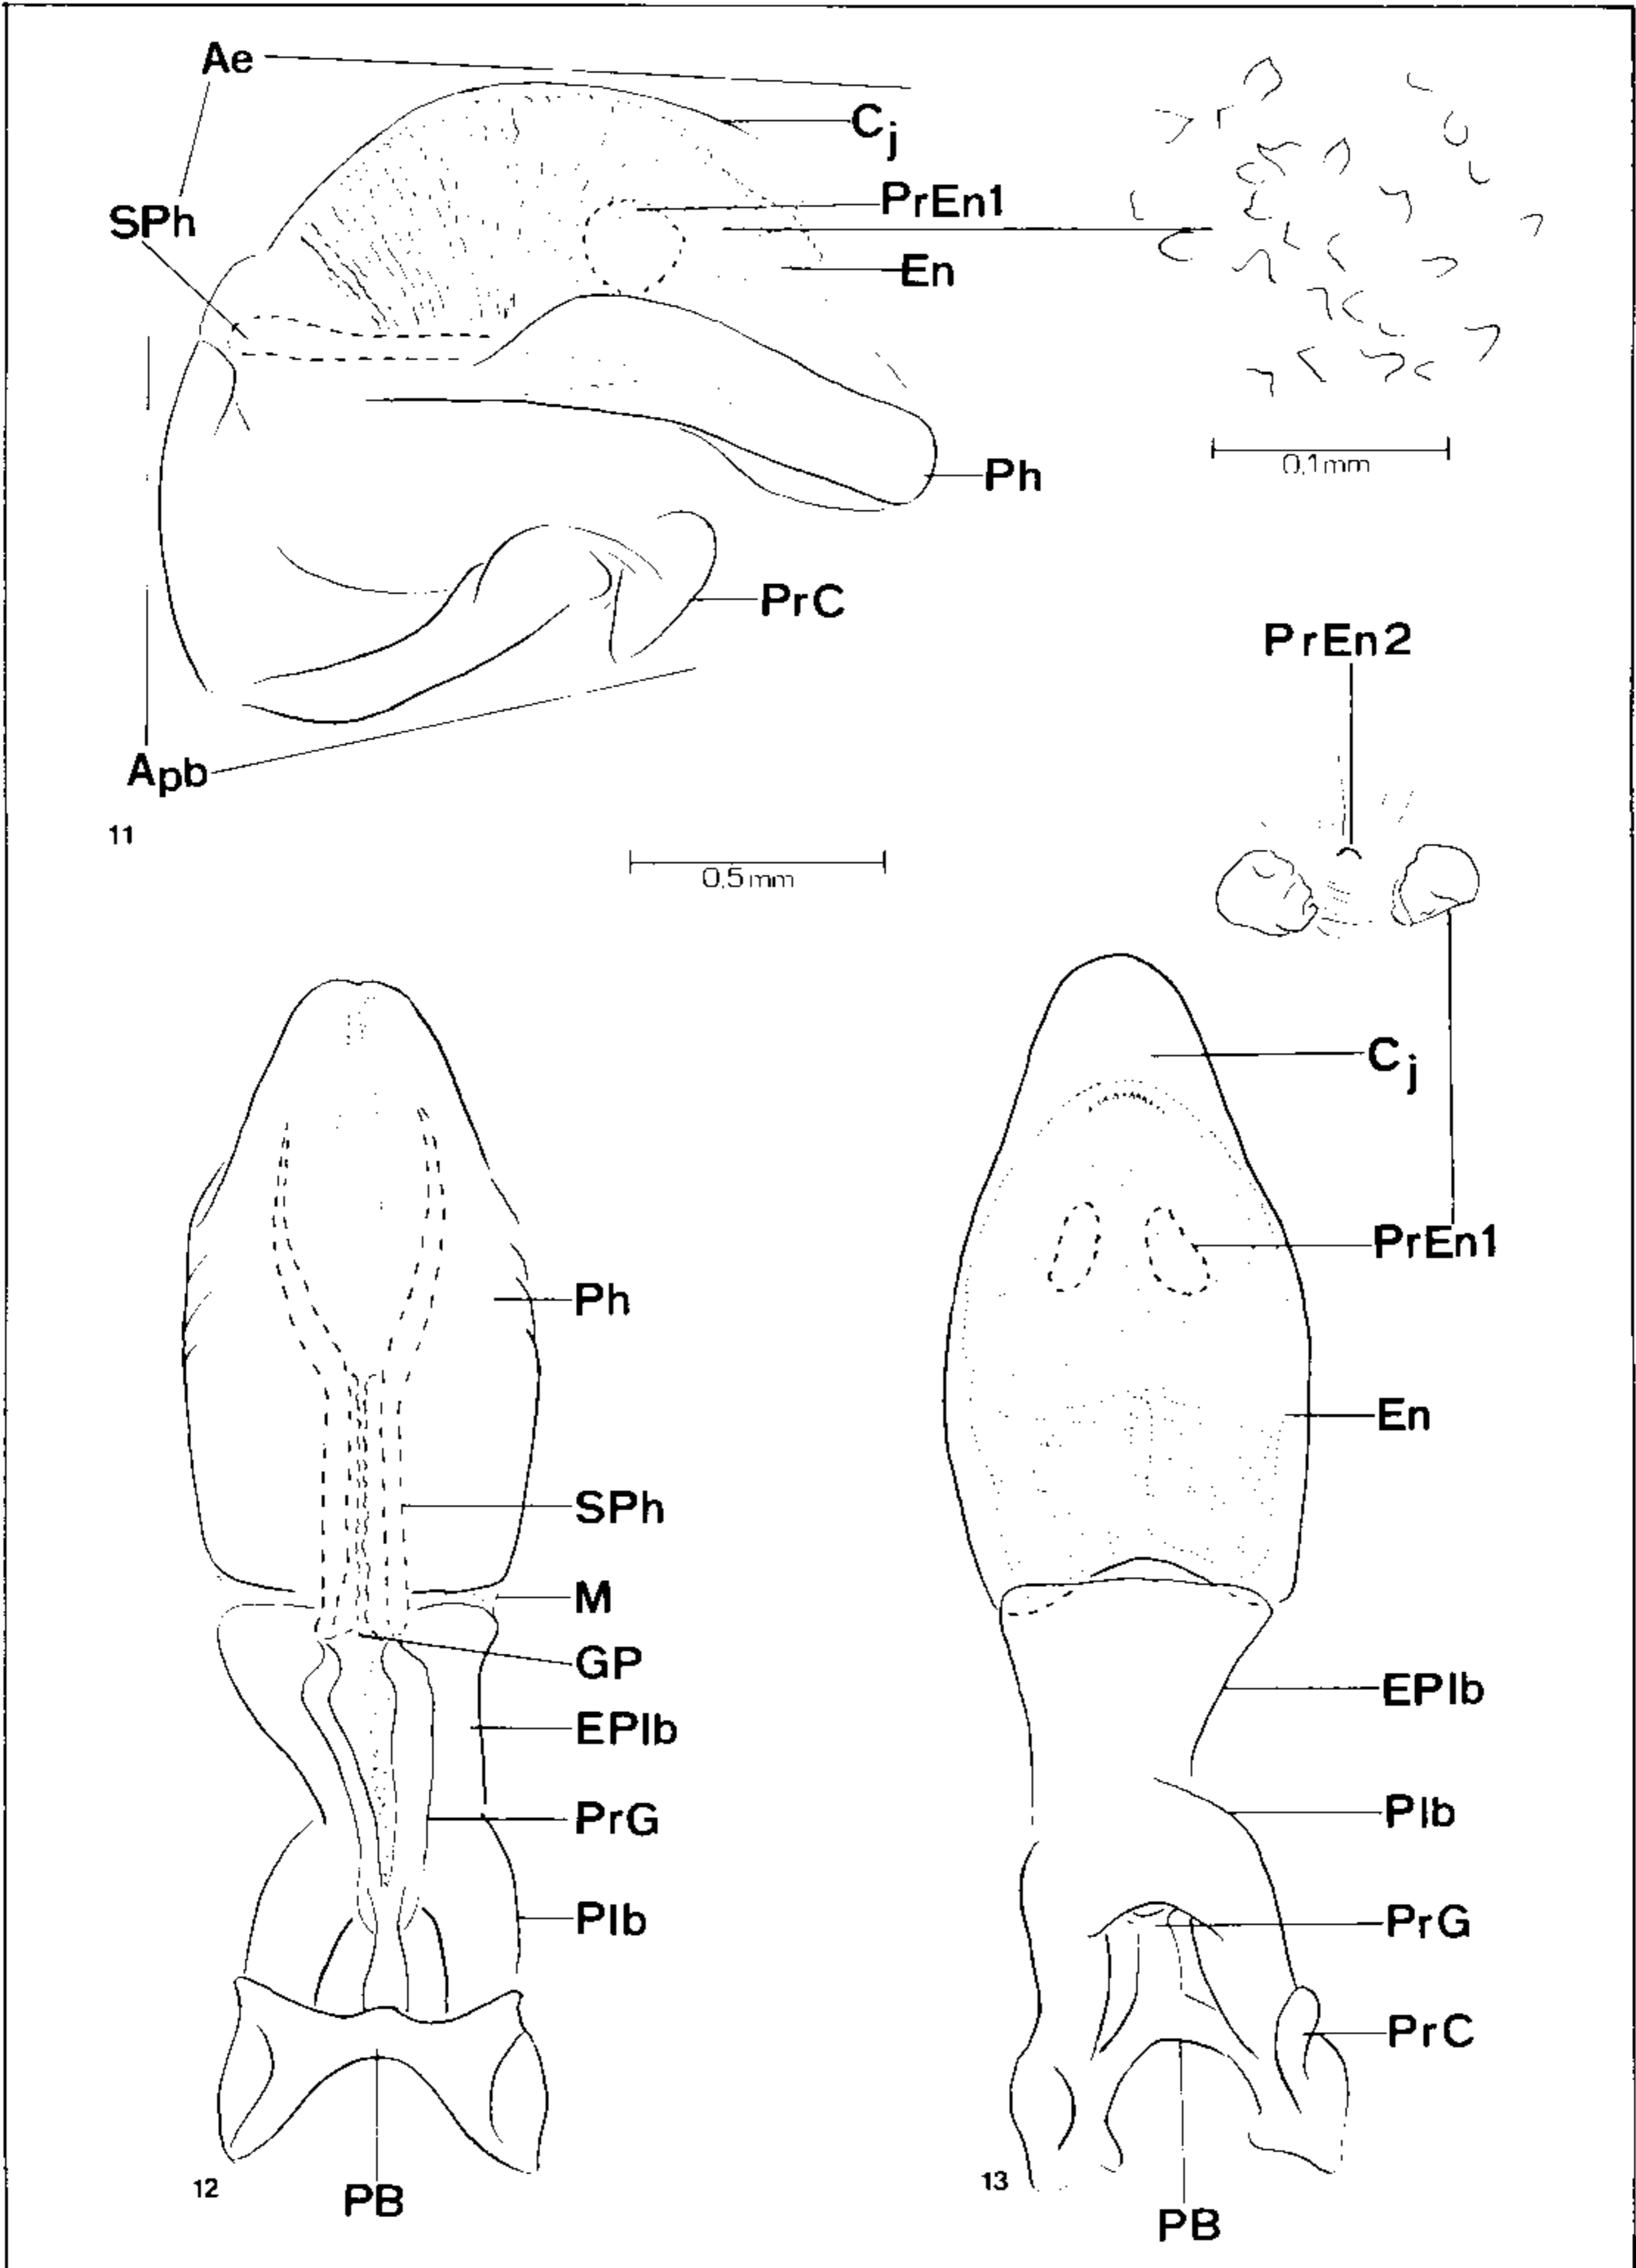 Ae
Cj
PrEn1
SPh
En
0,1mm
Ph
PrC
PrEn2
Apb
11
0,5mm
Cj
PrEn1
Ph
En
SPh
M
GP
EPlb
EPlb
PrG
Plb
Plb
PrG
PrC
12
PB
13
PB